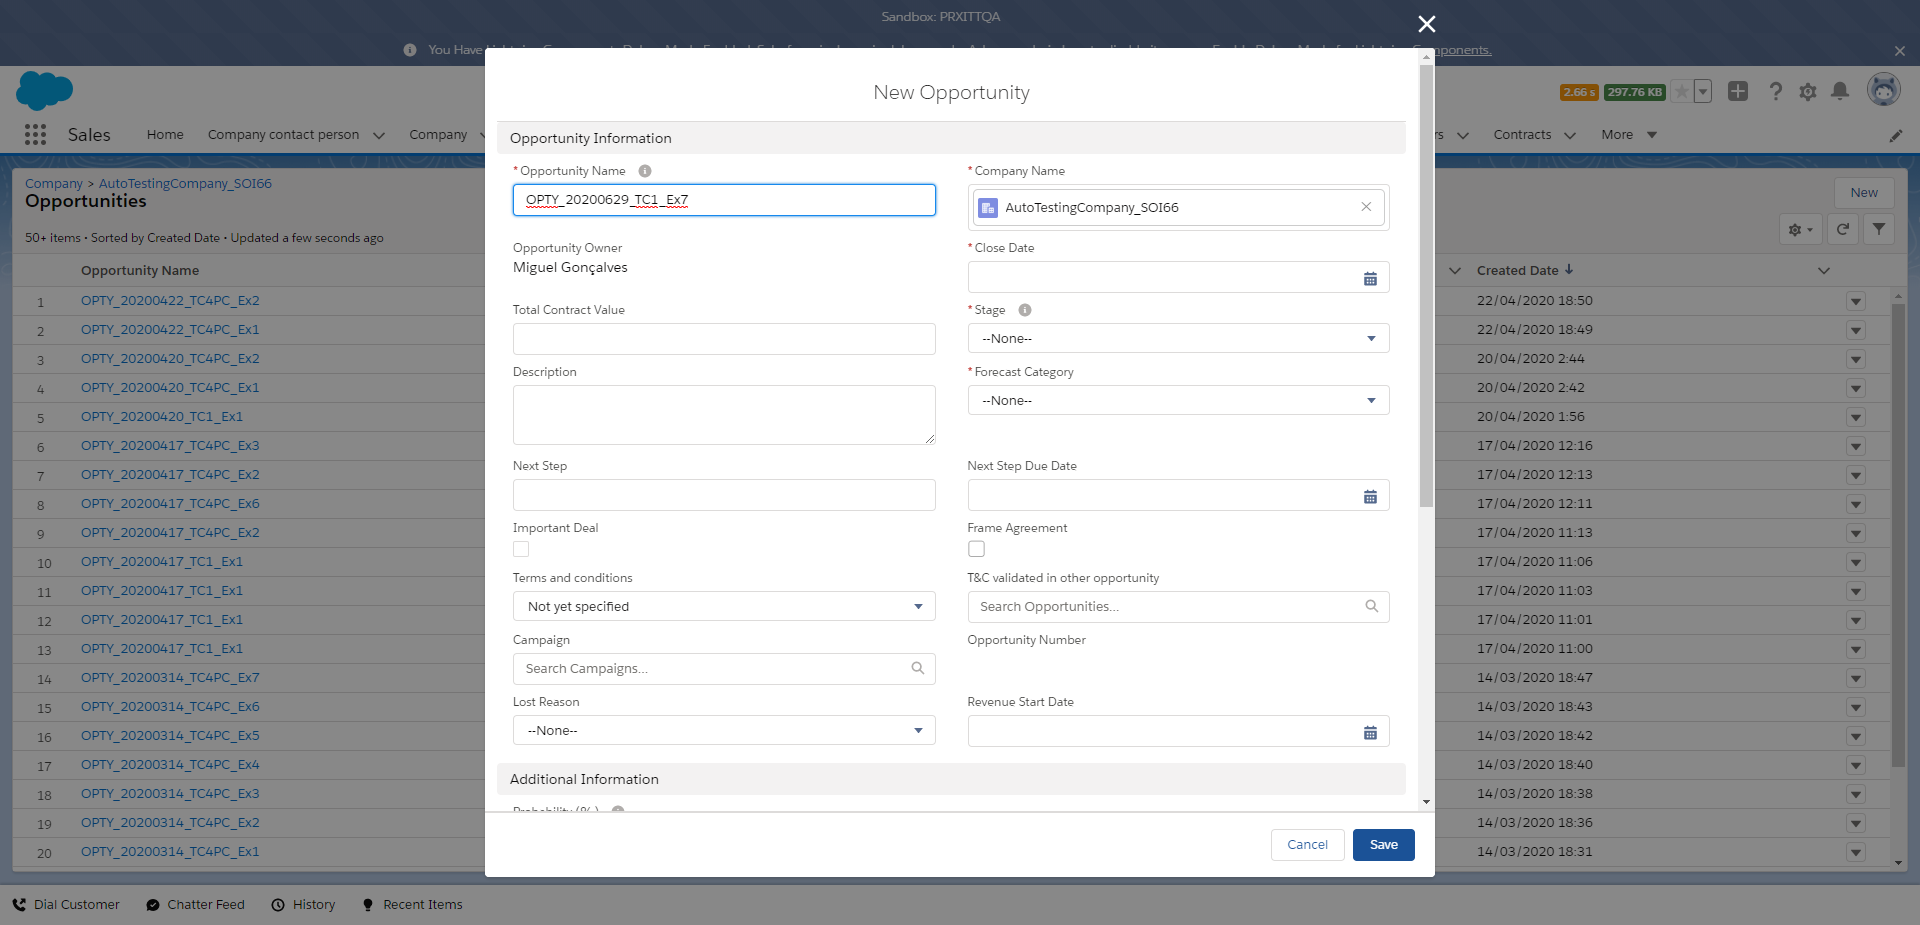 Sandbox: PRXITTQA
You Have
ponents.
2.66 s 297.76 KB
Sales Home Company contact person Company Contracts More
New Opportunity
Opportunity Information
Company > AutoTestingCompany_SOI66
Opportunities
New
50+ items • Sorted by Created Date • Updated a few seconds ago
*Opportunity Name
OPTY_20200629_TC1_Ex7
*Company Name
AutoTestingCompany_SOI66
Opportunity Owner
Miguel Gonçalves
*Close Date
Total Contract Value
*Stage
--None--
Description
*Forecast Category
--None--
Next Step
Next Step Due Date
Important Deal
Frame Agreement
Terms and conditions
Not yet specified
T&C validated in other opportunity
Search Opportunities...
Campaign
Search Campaigns...
Opportunity Number
Lost Reason
--None--
Revenue Start Date
Additional Information
Probability (%)
Cancel Save
Opportunity Name Created Date
1 OPTY_20200422_TC4PC_Ex2 22/04/2020 18:50
2 OPTY_20200422_TC4PC_Ex1 22/04/2020 18:49
3 OPTY_20200420_TC4PC_Ex2 20/04/2020 2:44
4 OPTY_20200420_TC4PC_Ex1 20/04/2020 2:42
5 OPTY_20200420_TC1_Ex1 20/04/2020 1:56
6 OPTY_20200417_TC4PC_Ex3 17/04/2020 12:16
7 OPTY_20200417_TC4PC_Ex2 17/04/2020 12:13
8 OPTY_20200417_TC4PC_Ex6 17/04/2020 12:11
9 OPTY_20200417_TC4PC_Ex2 17/04/2020 11:13
10 OPTY_20200417_TC1_Ex1 17/04/2020 11:06
11 OPTY_20200417_TC1_Ex1 17/04/2020 11:03
12 OPTY_20200417_TC1_Ex1 17/04/2020 11:01
13 OPTY_20200417_TC1_Ex1 17/04/2020 11:00
14 OPTY_20200314_TC4PC_Ex7 14/03/2020 18:47
15 OPTY_20200314_TC4PC_Ex6 14/03/2020 18:43
16 OPTY_20200314_TC4PC_Ex5 14/03/2020 18:42
17 OPTY_20200314_TC4PC_Ex4 14/03/2020 18:40
18 OPTY_20200314_TC4PC_Ex3 14/03/2020 18:38
19 OPTY_20200314_TC4PC_Ex2 14/03/2020 18:36
20 OPTY_20200314_TC4PC_Ex1 14/03/2020 18:31
Dial Customer Chatter Feed History Recent Items